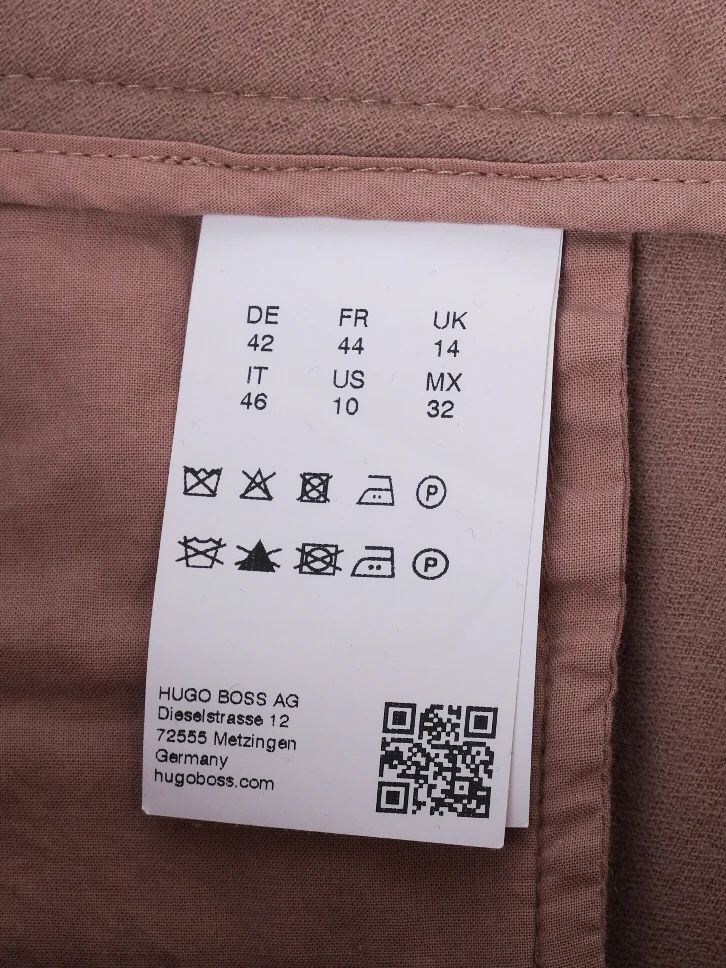 DE FR UK
42 44 14
IT US MX
46 10 32
P
P
HUGO BOSS AG
Dieselstrasse 12
72555 Metzingen
Germany
hugoboss.com